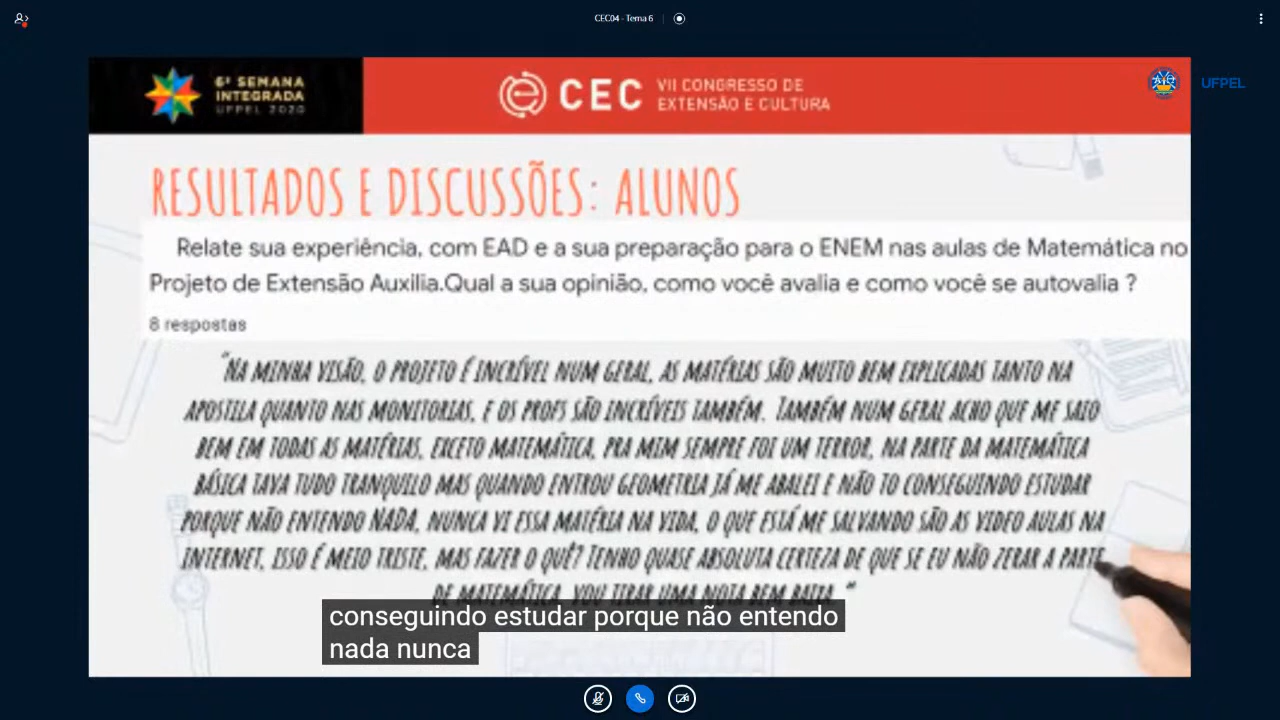 CEC04 - Tema 6
6ª SEMANA
INTEGRADA
UFPEL 2020
CEC
VII CONGRESSO DE
EXTENSÃO E CULTURA
UFPEL
RESULTADOS E DISCUSSÕES: ALUNOS
Relate sua experiência, com EAD e a sua preparação para o ENEM nas aulas de Matemática no
Projeto de Extensão Auxilia.Qual a sua opinião, como você avalia e como você se autovalia ?
8 respostas
"NA MINHA VISÃO, O PROJETO É INCRÍVEL NUM GERAL, AS MATÉRIAS SÃO MUITO BEM EXPLICADAS TANTO NA
APOSTILA QUANTO NAS MONITORIAS, E OS PROFS SÃO INCRÍVEIS TAMBÉM. TAMBÉM NUM GERAL ACHO QUE ME SAIO
BEM EM TODAS AS MATÉRIAS, EXCETO MATEMÁTICA, PRA MIM SEMPRE FOI UM TERROR, NA PARTE DA MATEMÁTICA
BÁSICA TAVA TUDO TRANQUILO MAS QUANDO ENTROU GEOMETRIA JÁ ME ABALEI E NÃO TO CONSEGUINDO ESTUDAR
PORQUE NÃO ENTENDO NADA, NUNCA VI ESSA MATÉRIA NA VIDA, O QUE ESTÁ ME SALVANDO SÃO AS VIDEO AULAS NA
INTERNET, ISSO É MEIO TRISTE, MAS FAZER O QUÊ? TENHO QUASE ABSOLUTA CERTEZA DE QUE SE EU NÃO ZERAR A PARTE
DE MATEMÁTICA, VOU TIRAR UMA NOTA BEM BAIXA. "
conseguindo estudar porque não entendo
nada nunca